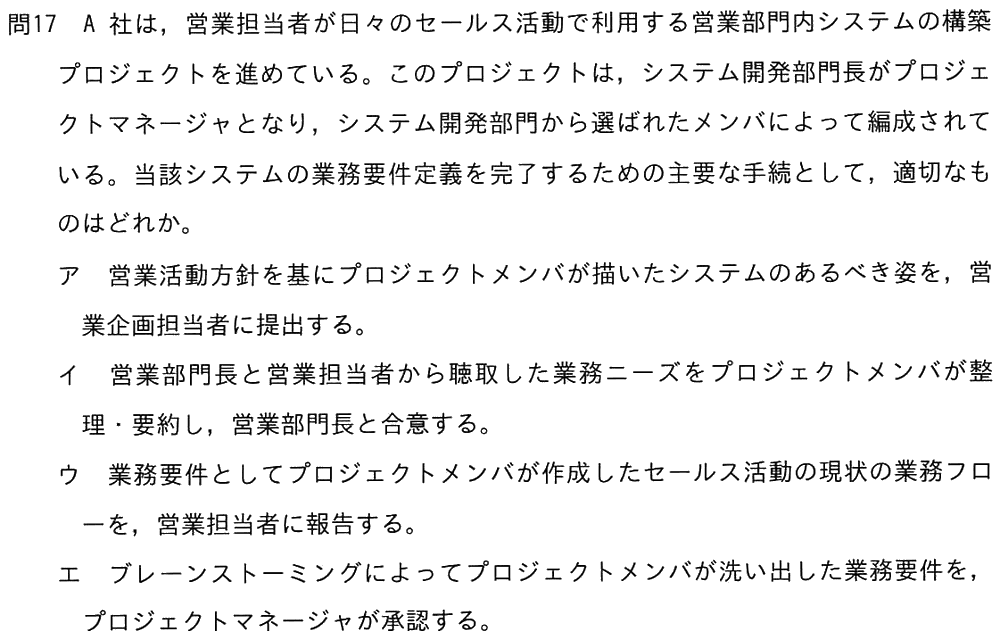 問17 A 社は，営業担当者が日々のセールス活動で利用する営業部門内システムの構築
プロジェクトを進めている。このプロジェクトは，システム開発部門長がプロジェ
クトマネージャとなり，システム開発部門から選ばれたメンバによって編成されて
いる。当該システムの業務要件定義を完了するための主要な手続として，適切なも
のはどれか。
ア 営業活動方針を基にプロジェクトメンバが描いたシステムのあるべき姿を，営
業企画担当者に提出する。
イ 営業部門長と営業担当者から聴取した業務ニーズをプロジェクトメンバが整
理・要約し，営業部門長と合意する。
ウ 業務要件としてプロジェクトメンバが作成したセールス活動の現状の業務フロ
ーを，営業担当者に報告する。
エ ブレーンストーミングによってプロジェクトメンバが洗い出した業務要件を，
プロジェクトマネージャが承認する。